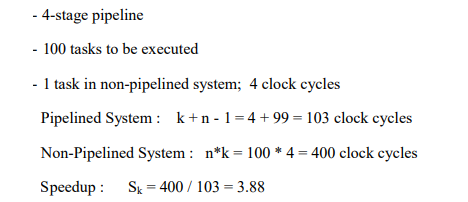 - 4-stage pipeline
- 100 tasks to be executed
- 1 task in non-pipelined system; 4 clock cycles
Pipelined System : k + n - 1 = 4 + 99 = 103 clock cycles
Non-Pipelined System : n*k = 100 * 4 = 400 clock cycles
Speedup : Sk = 400 / 103 = 3.88